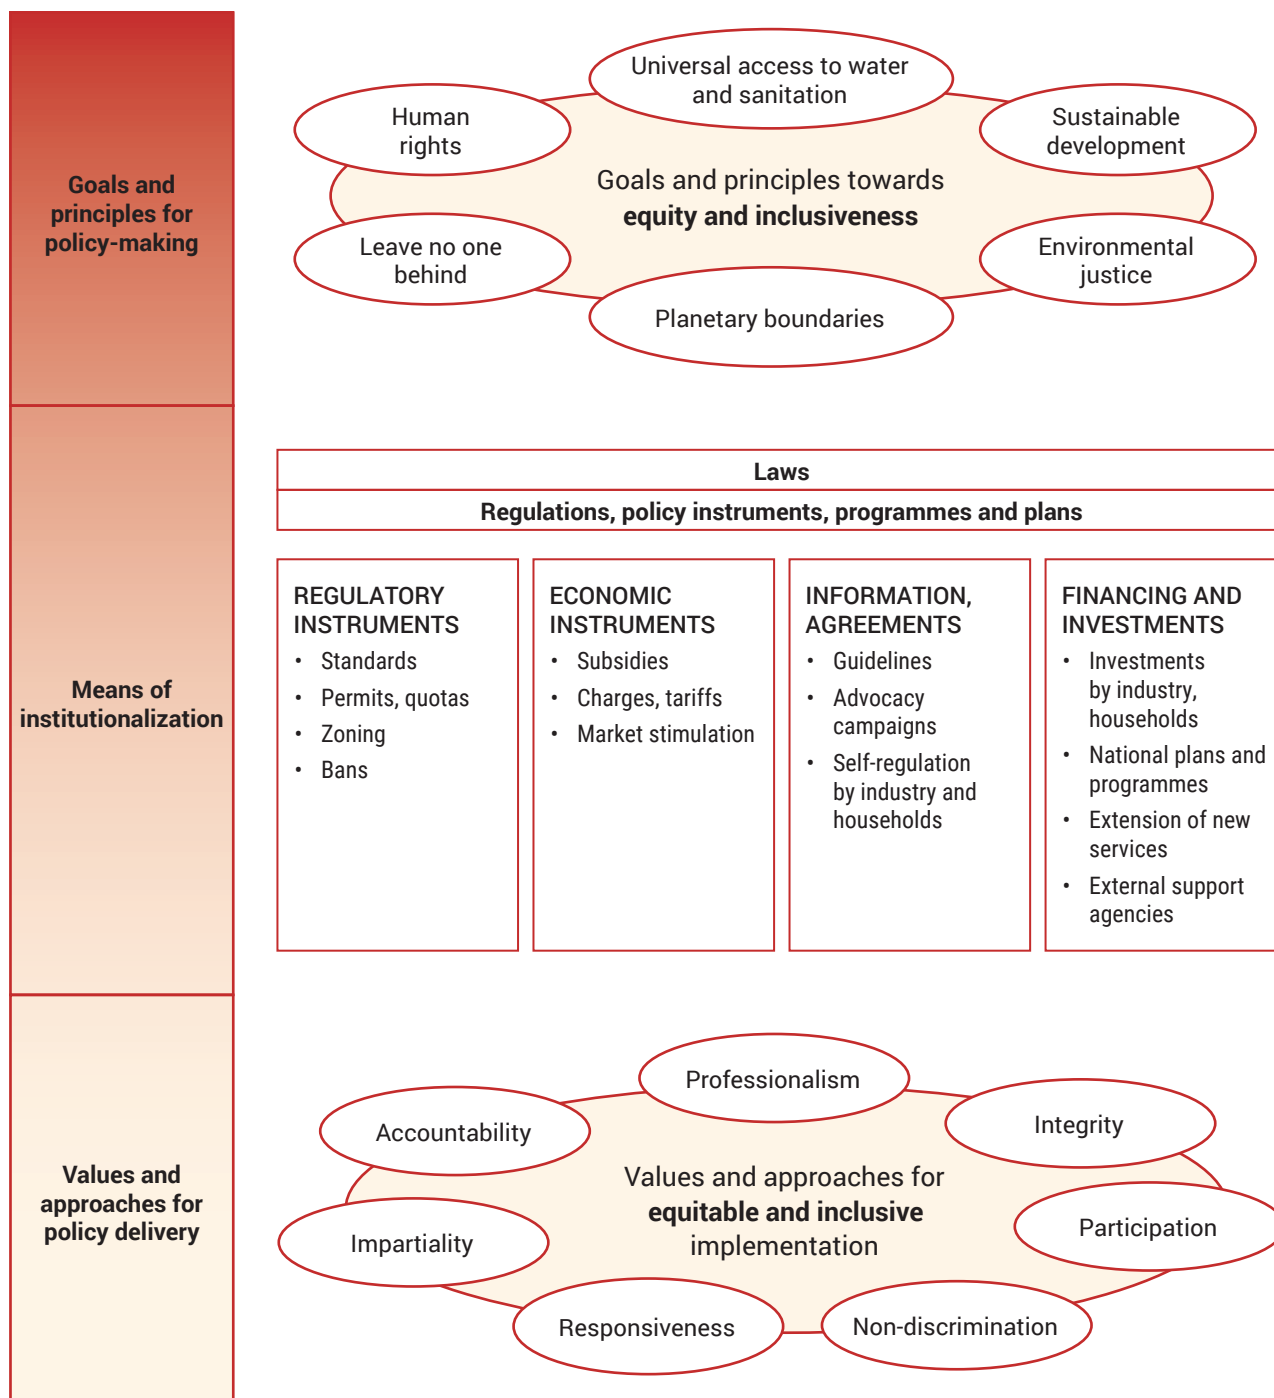 Goals and
principles for
policy-making
Universal access to water
and sanitation
Human
rights
Sustainable
development
Goals and principles towards
equity and inclusiveness
Leave no one
behind
Environmental
justice
Planetary boundaries
Means of
institutionalization
Laws
Regulations, policy instruments, programmes and plans
REGULATORY
INSTRUMENTS
• Standards
• Permits, quotas
• Zoning
• Bans
ECONOMIC
INSTRUMENTS
• Subsidies
• Charges, tariffs
• Market stimulation
INFORMATION,
AGREEMENTS
• Guidelines
• Advocacy
campaigns
• Self-regulation
by industry and
households
FINANCING AND
INVESTMENTS
• Investments
by industry,
households
• National plans and
programmes
• Extension of new
services
• External support
agencies
Values and
approaches for
policy delivery
Professionalism
Accountability
Integrity
Values and approaches for
equitable and inclusive
implementation
Impartiality
Participation
Responsiveness
Non-discrimination